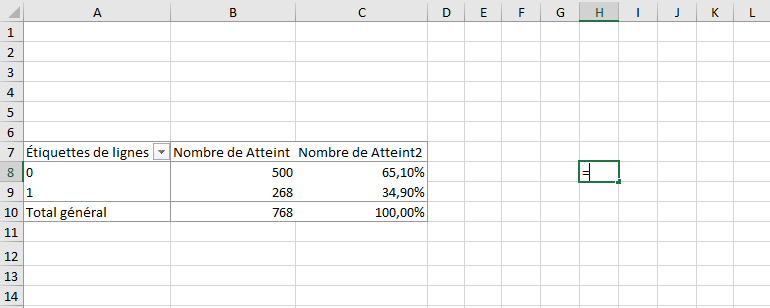 A B C D E F G H I J K L
1
2
3
4
5
6
7 Étiquettes de lignes Nombre de Atteint Nombre de Atteint2
8 0 500 65,10% =
9 1 268 34,90%
10 Total général 768 100,00%
11
12
13
14